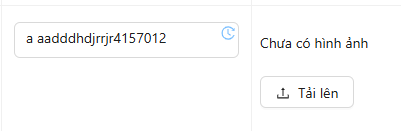 a aadddhdjrrjr4157012
Chưa có hình ảnh
Tải lên